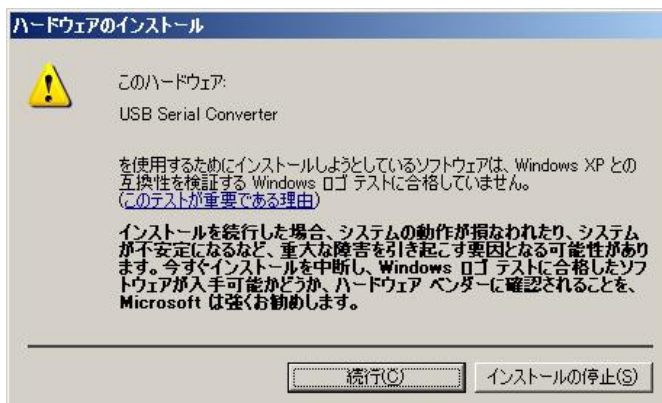 ハードウェアのインストール
このハードウェア:
USB Serial Converter
を使用するためにインストールしようとしているソフトウェアは、Windows XP との
互換性を検証する Windows ロゴ テストに合格していません。
(このテストが重要である理由)
インストールを続行した場合、システムの動作が損なわれたり、システム
が不安定になるなど、重大な障害を引き起こす要因となる可能性があり
ます。今すぐインストールを中断し、Windows ロゴ テストに合格したソフ
トウェアが入手可能かどうか、ハードウェア ベンダーに確認されることを、
Microsoft は強くお勧めします。
続行(C)
インストールの停止(S)